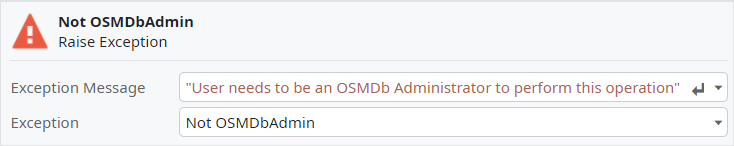 Not OSMDbAdmin
Raise Exception
Exception Message "User needs to be an OSMDb Administrator to perform this operation"
Exception Not OSMDbAdmin